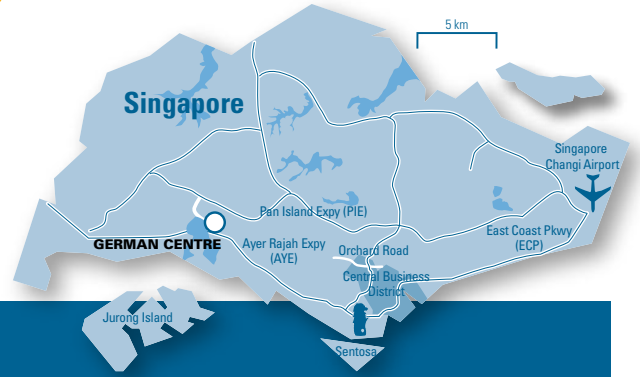 5 km
Singapore
Singapore
Changi Airport
Pan Island Expy (PIE)
GERMAN CENTRE
Ayer Rajah Expy
(AYE)
Orchard Road
East Coast Pkwy
(ECP)
Central Business
District
Jurong Island
Sentosa